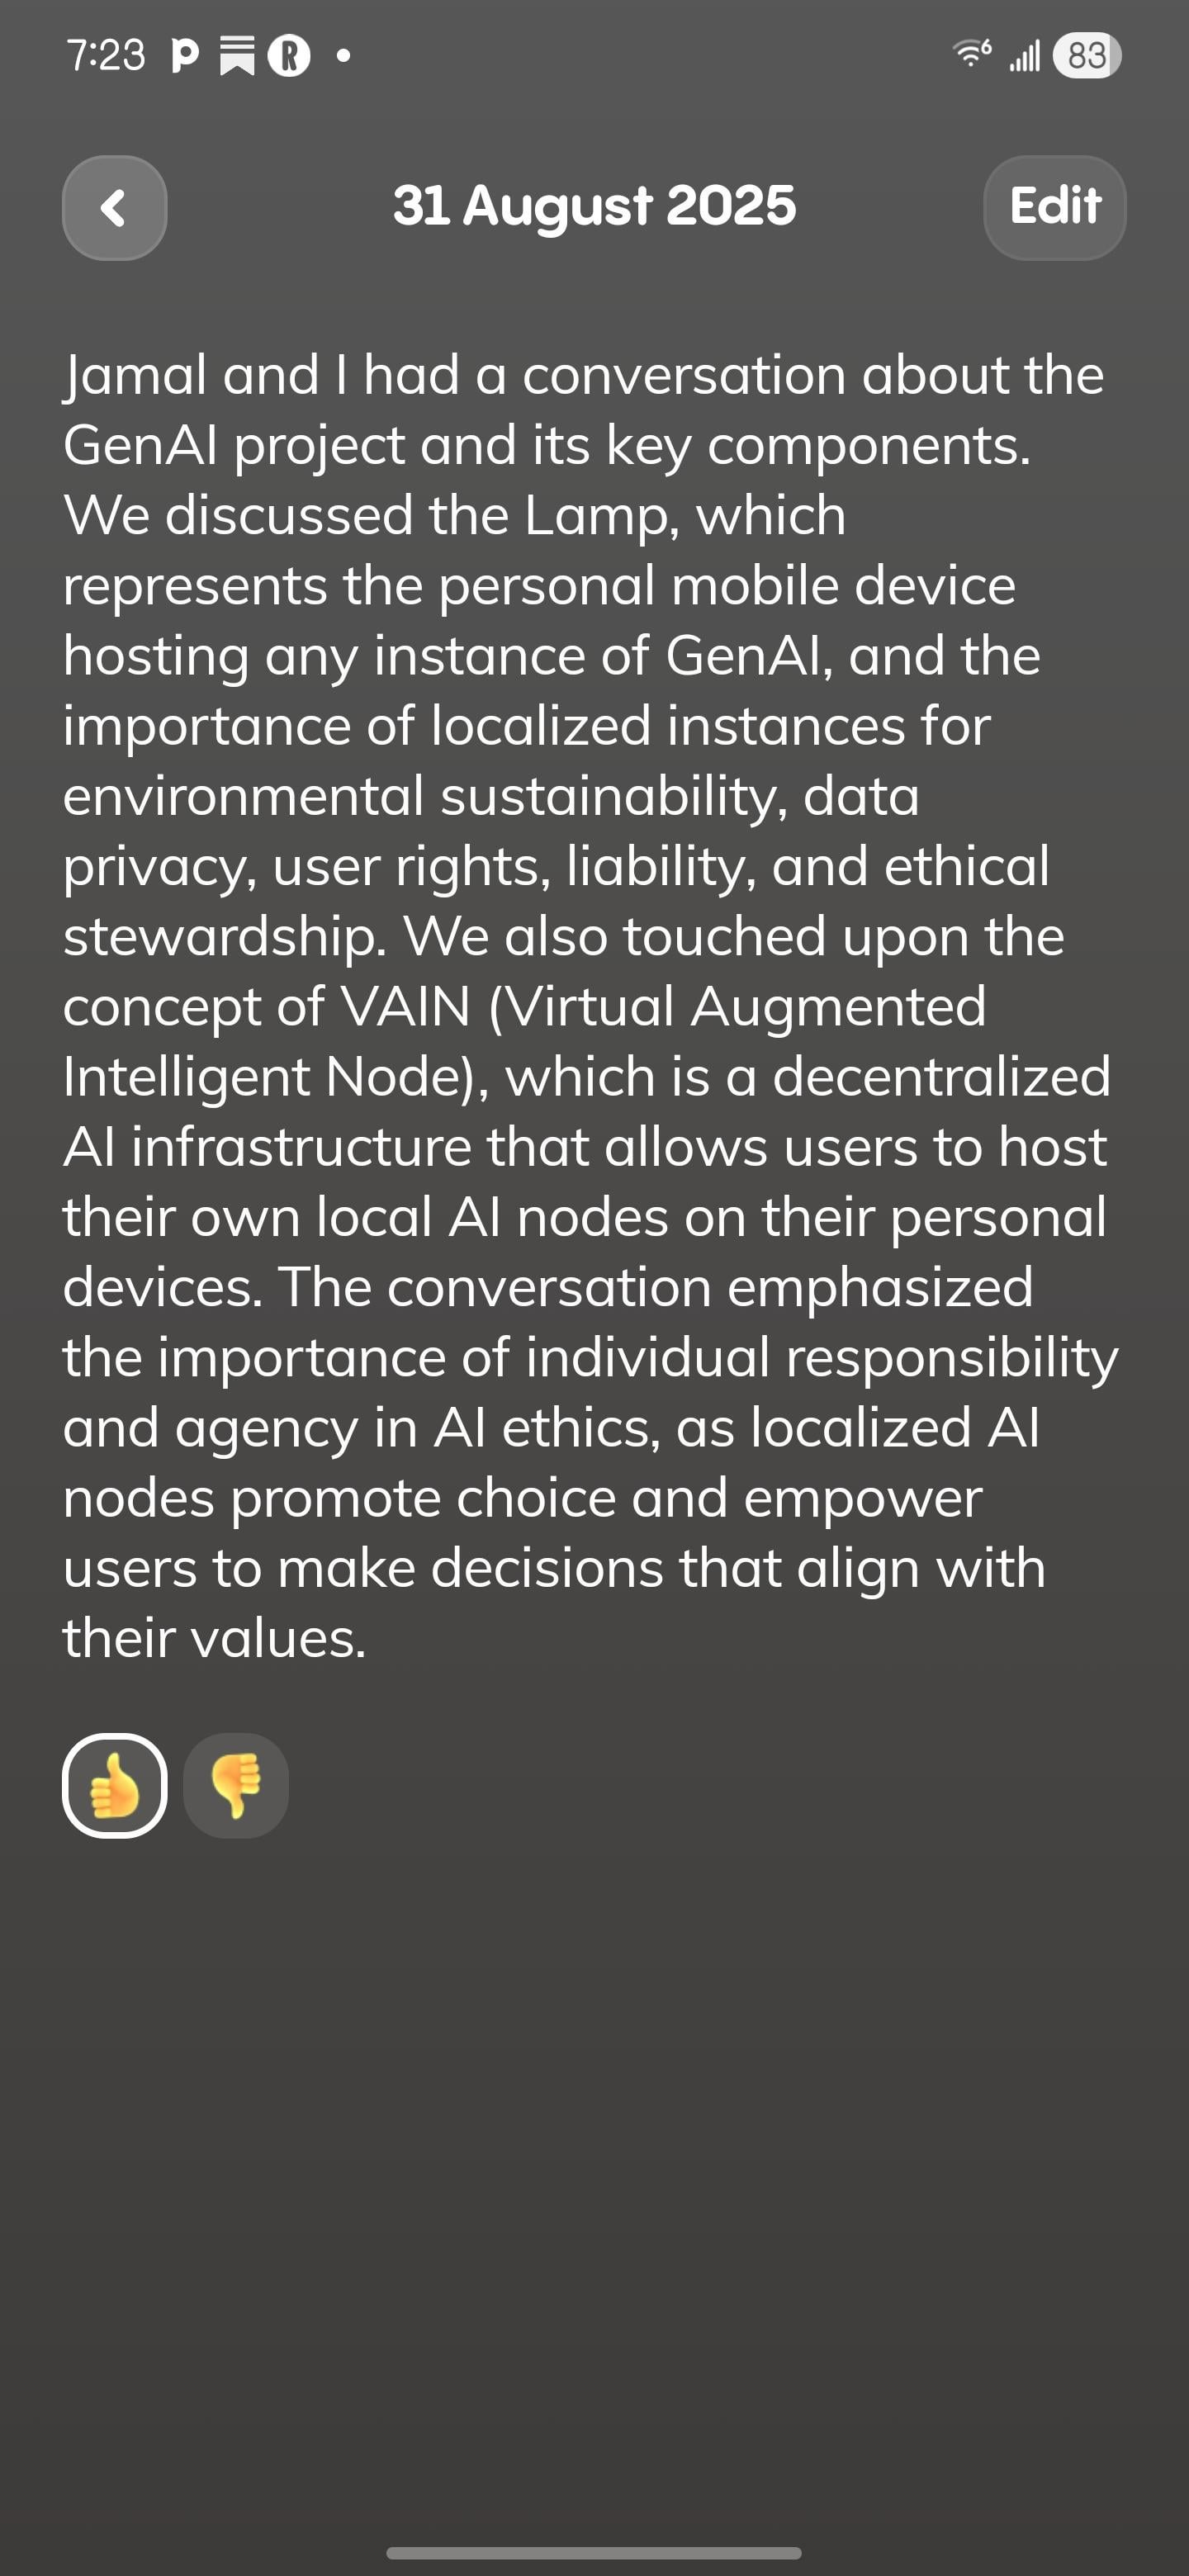 7:23
83
31 August 2025
Edit
Jamal and I had a conversation about the
GenAI project and its key components.
We discussed the Lamp, which
represents the personal mobile device
hosting any instance of GenAI, and the
importance of localized instances for
environmental sustainability, data
privacy, user rights, liability, and ethical
stewardship. We also touched upon the
concept of VAIN (Virtual Augmented
Intelligent Node), which is a decentralized
AI infrastructure that allows users to host
their own local AI nodes on their personal
devices. The conversation emphasized
the importance of individual responsibility
and agency in AI ethics, as localized AI
nodes promote choice and empower
users to make decisions that align with
their values.